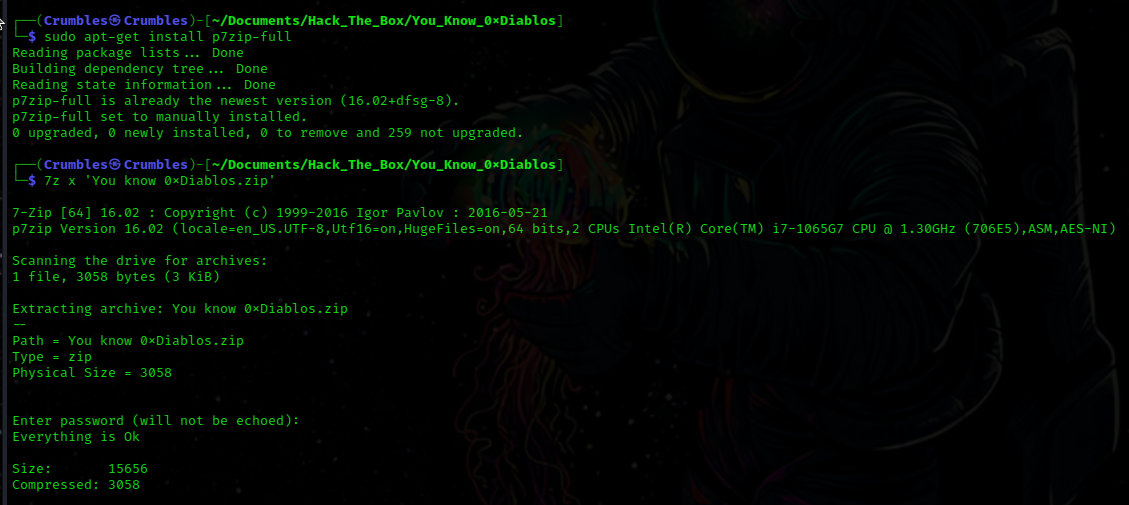 ┌──(Crumbles㉿Crumbles)-[~/Documents/Hack_The_Box/You_Know_0×Diablos]
└─$ sudo apt-get install p7zip-full
Reading package lists... Done
Building dependency tree... Done
Reading state information... Done
p7zip-full is already the newest version (16.02+dfsg-8).
p7zip-full set to manually installed.
0 upgraded, 0 newly installed, 0 to remove and 259 not upgraded.
┌──(Crumbles㉿Crumbles)-[~/Documents/Hack_The_Box/You_Know_0×Diablos]
└─$ 7z x 'You know 0×Diablos.zip'
7-Zip [64] 16.02 : Copyright (c) 1999-2016 Igor Pavlov : 2016-05-21
p7zip Version 16.02 (locale=en_US.UTF-8,Utf16=on,HugeFiles=on,64 bits,2 CPUs Intel(R) Core(TM) i7-1065G7 CPU @ 1.30GHz (706E5),ASM,AES-NI)
Scanning the drive for archives:
1 file, 3058 bytes (3 KiB)
Extracting archive: You know 0×Diablos.zip
--
Path = You know 0×Diablos.zip
Type = zip
Physical Size = 3058
Enter password (will not be echoed):
Everything is Ok
Size:       15656
Compressed: 3058